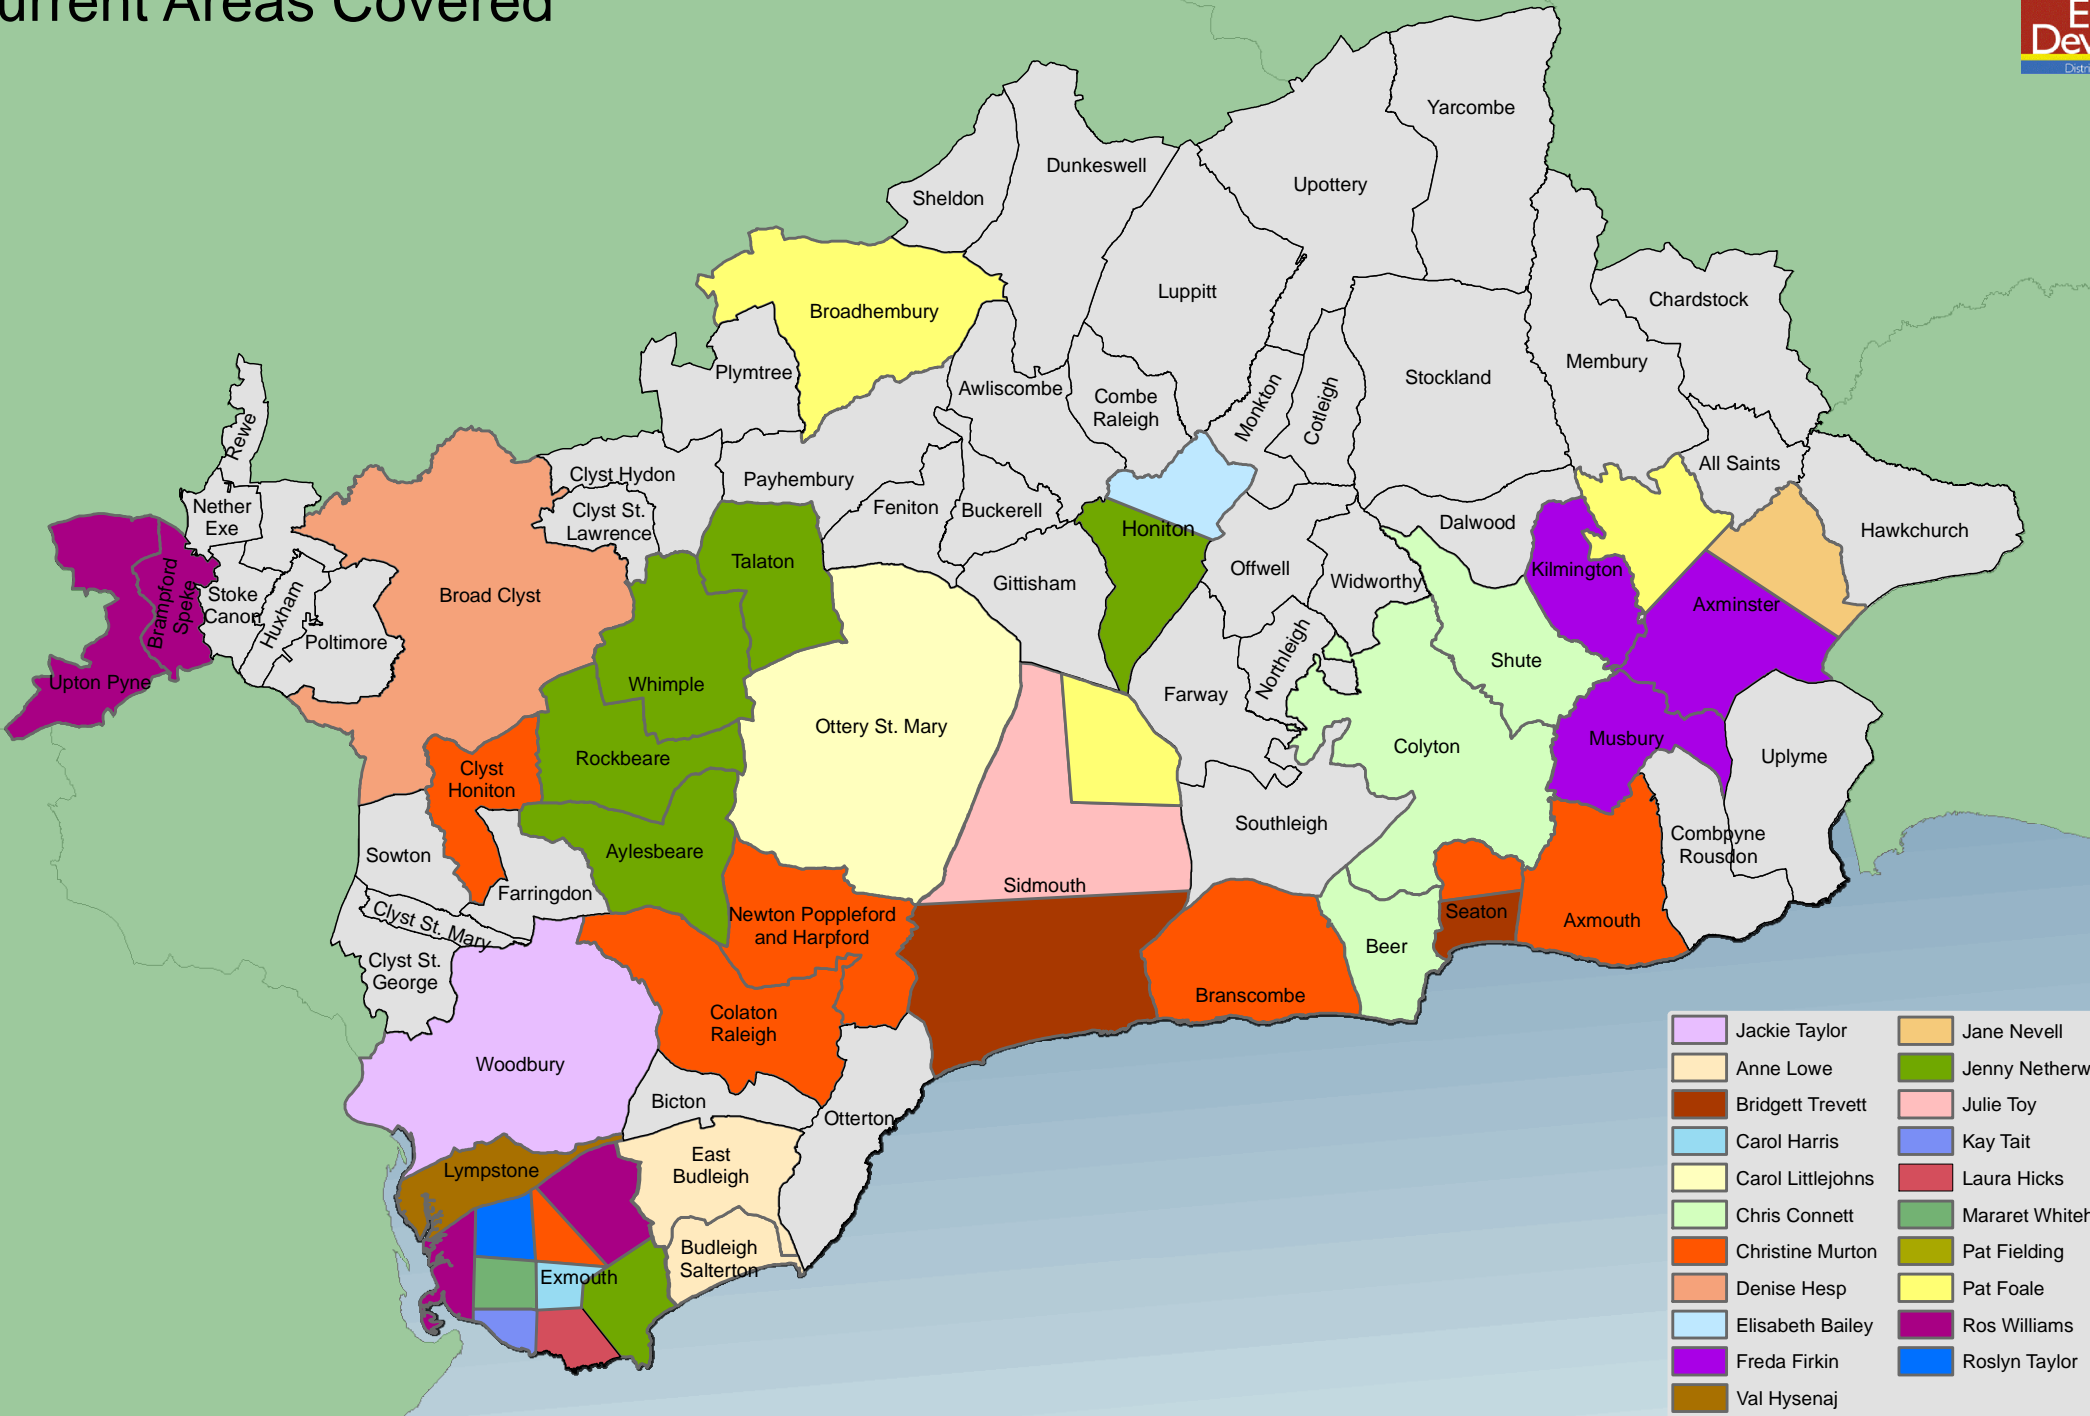 urrent Areas Covered
E
Dev
Distri
Yarcombe
Dunkeswell
Upottery
Sheldon
Luppitt
Chardstock
Broadhembury
Membury
Plymtree
Stockland
Awliscombe
Combe
Raleigh
Monkton
Cotleigh
Rewe
All Saints
Clyst Hydon
Payhembury
Nether
Exe
Feniton
Buckerell
Clyst St.
Lawrence
Honiton
Dalwood
Hawkchurch
Talaton
Offwell
Kilmington
Gittisham
Widworthy
Broad Clyst
Brampford
Speke
Stoke
Canon
Huxham
Poltimore
Axminster
Northleigh
Shute
Upton Pyne
Whimple
Farway
Ottery St. Mary
Musbury
Colyton
Rockbeare
Uplyme
Clyst
Honiton
Southleigh
Combpyne
Rousdon
Sowton
Aylesbeare
Sidmouth
Farringdon
Clyst St. Mary
Newton Poppleford
and Harpford
Seaton
Axmouth
Beer
Clyst St.
George
Branscombe
Colaton
Raleigh
Woodbury
Bicton
Otterton
East
Budleigh
Lympstone
Budleigh
Salterton
Exmouth
Jackie Taylor
Anne Lowe
Bridgett Trevett
Carol Harris
Carol Littlejohns
Chris Connett
Christine Murton
Denise Hesp
Elisabeth Bailey
Freda Firkin
Val Hysenaj
Jane Nevell
Jenny Netherw
Julie Toy
Kay Tait
Laura Hicks
Mararet Whiteh
Pat Fielding
Pat Foale
Ros Williams
Roslyn Taylor